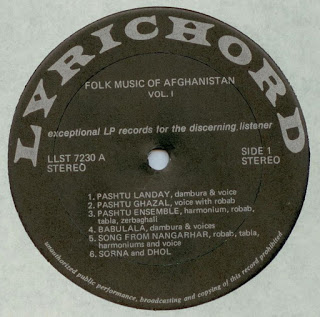 LYRICHORD
FOLK MUSIC OF AFGHANISTAN
VOL. I
exceptional LP records for the discerning listener
LLST 7230 A
STEREO
SIDE 1
STEREO
1. PASHTU LANDAY, dambura & voice
2. PASHTU GHAZAL, voice with robab
3. PASHTU ENSEMBLE, harmonium, robab,
tabla, zerbaghali
4. BABULALA, dambura & voices
5. SONG FROM NANGARHAR, robab, tabla,
harmoniums and voice
6. SORNA and DHOL
unauthorized public performance, broadcasting and copying of this record prohibited